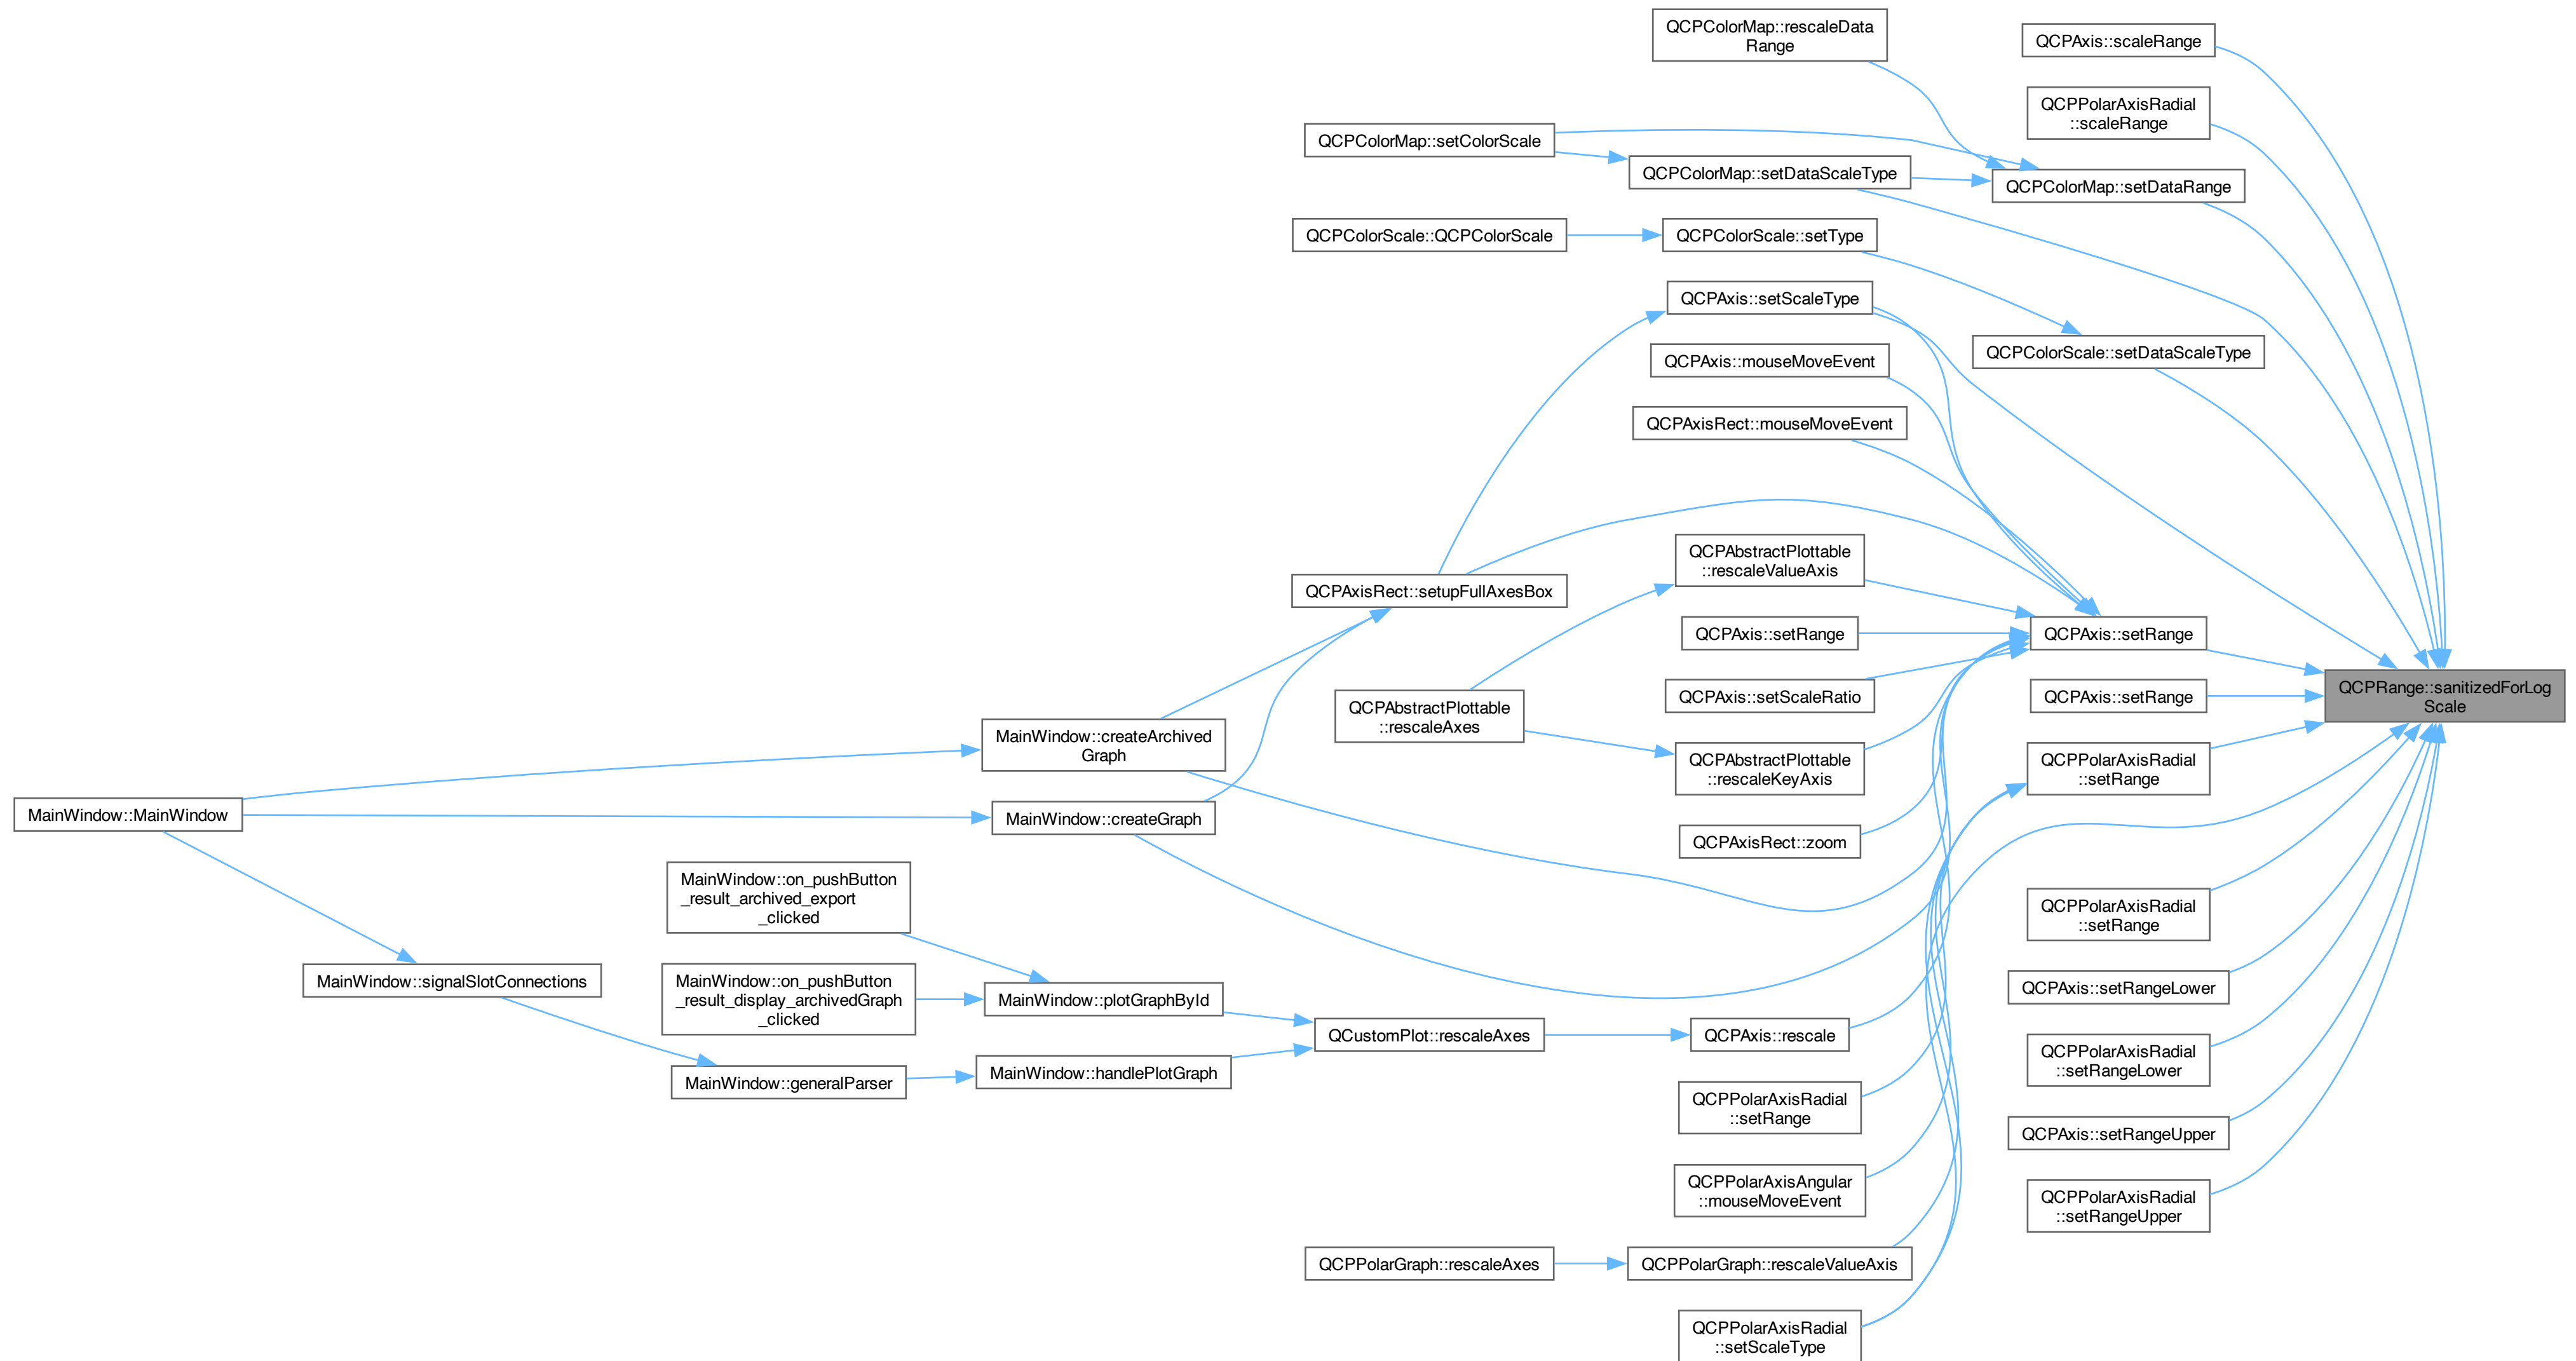 QCPColorMap::rescaleData
Range
QCPAxis::scaleRange
QCPPolarAxisRadial
::scaleRange
QCPColorMap::setColorScale
QCPColorMap::setDataScaleType
QCPColorMap::setDataRange
QCPColorScale::QCPColorScale
QCPColorScale::setType
QCPAxis::setScaleType
QCPColorScale::setDataScaleType
QCPAxis::mouseMoveEvent
QCPAxisRect::mouseMoveEvent
QCPAbstractPlottable
::rescaleValueAxis
QCPAxisRect::setupFullAxesBox
QCPAxis::setRange
QCPAxis::setRange
QCPRange::sanitizedForLog
Scale
QCPAxis::setScaleRatio
QCPAxis::setRange
QCPAbstractPlottable
::rescaleAxes
MainWindow::createArchived
Graph
QCPAbstractPlottable
::rescaleKeyAxis
QCPPolarAxisRadial
::setRange
MainWindow::MainWindow
MainWindow::createGraph
QCPAxisRect::zoom
MainWindow::on_pushButton
_result_archived_export
_clicked
QCPPolarAxisRadial
::setRange
MainWindow::signalSlotConnections
MainWindow::on_pushButton
_result_display_archivedGraph
_clicked
MainWindow::plotGraphById
QCPAxis::setRangeLower
QCustomPlot::rescaleAxes
QCPAxis::rescale
QCPPolarAxisRadial
::setRangeLower
MainWindow::generalParser
MainWindow::handlePlotGraph
QCPPolarAxisRadial
::setRange
QCPAxis::setRangeUpper
QCPPolarAxisAngular
::mouseMoveEvent
QCPPolarAxisRadial
::setRangeUpper
QCPPolarGraph::rescaleAxes
QCPPolarGraph::rescaleValueAxis
QCPPolarAxisRadial
::setScaleType